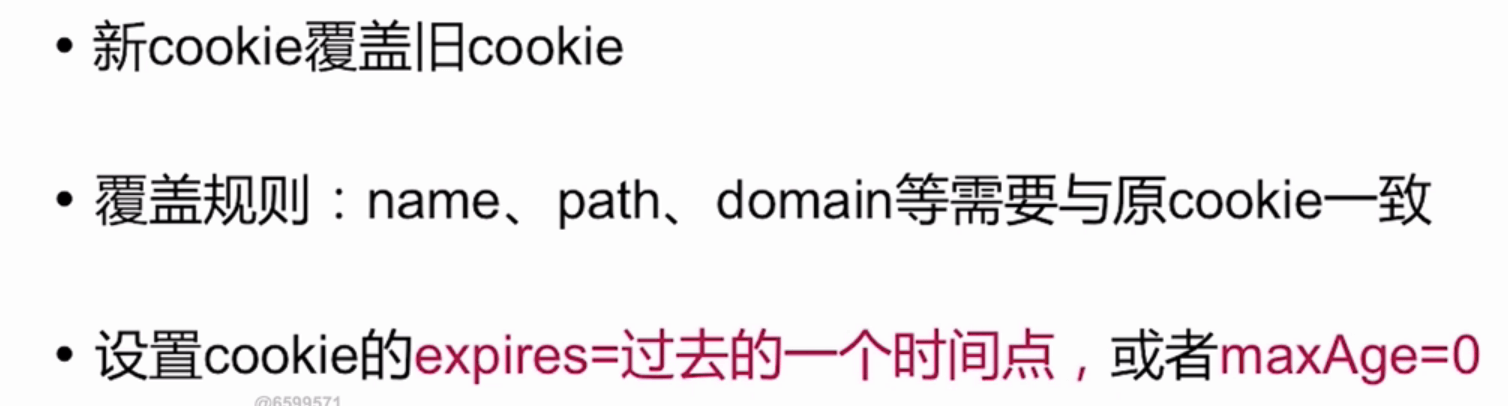 • 新cookie覆盖旧cookie
• 覆盖规则：name、path、domain等需要与原cookie一致
• 设置cookie的expires=过去的一个时间点，或者maxAge=0
@6599571